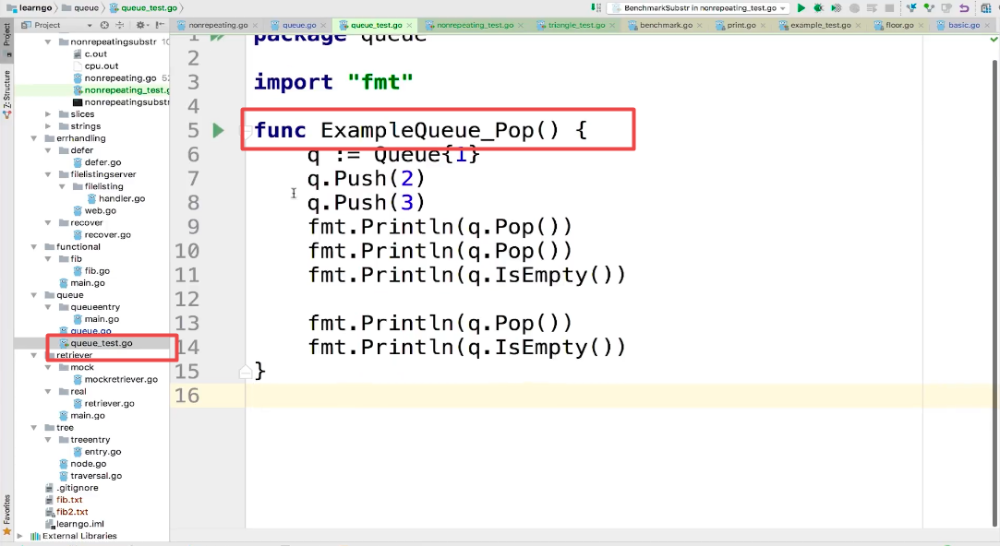 learngo queue queue_test.go BenchmarkSubstr in nonrepeating_test.go
Project nonrepeating.go queue.go queue_test.go nonrepeating_test.go triangle_test.go benchmark.go print.go example_test.go floor.go basic.go
Project
Z: Structure
Favorites
nonrepeatingsubstr
c.out
cpu.out
nonrepeating.go
nonrepeating_test.g
nonrepeatingsubstr
slices
strings
errhandling
defer
defer.go
filelistingserver
filelisting
handler.go
web.go
recover
recover.go
functional
fib
fib.go
main.go
queue
queueentry
main.go
queue.go
queue_test.go
retriever
mock
mockretriever.go
real
retriever.go
main.go
tree
treeentry
entry.go
node.go
traversal.go
.gitignore
fib.txt
fib2.txt
learngo.iml
External Libraries
1 package queue
2
3 import "fmt"
4
5 func ExampleQueue_Pop() {
6 q := Queue{1}
7 q.Push(2)
8 q.Push(3)
9 fmt.Println(q.Pop())
10 fmt.Println(q.Pop())
11 fmt.Println(q.IsEmpty())
12
13 fmt.Println(q.Pop())
14 fmt.Println(q.IsEmpty())
15 }
16